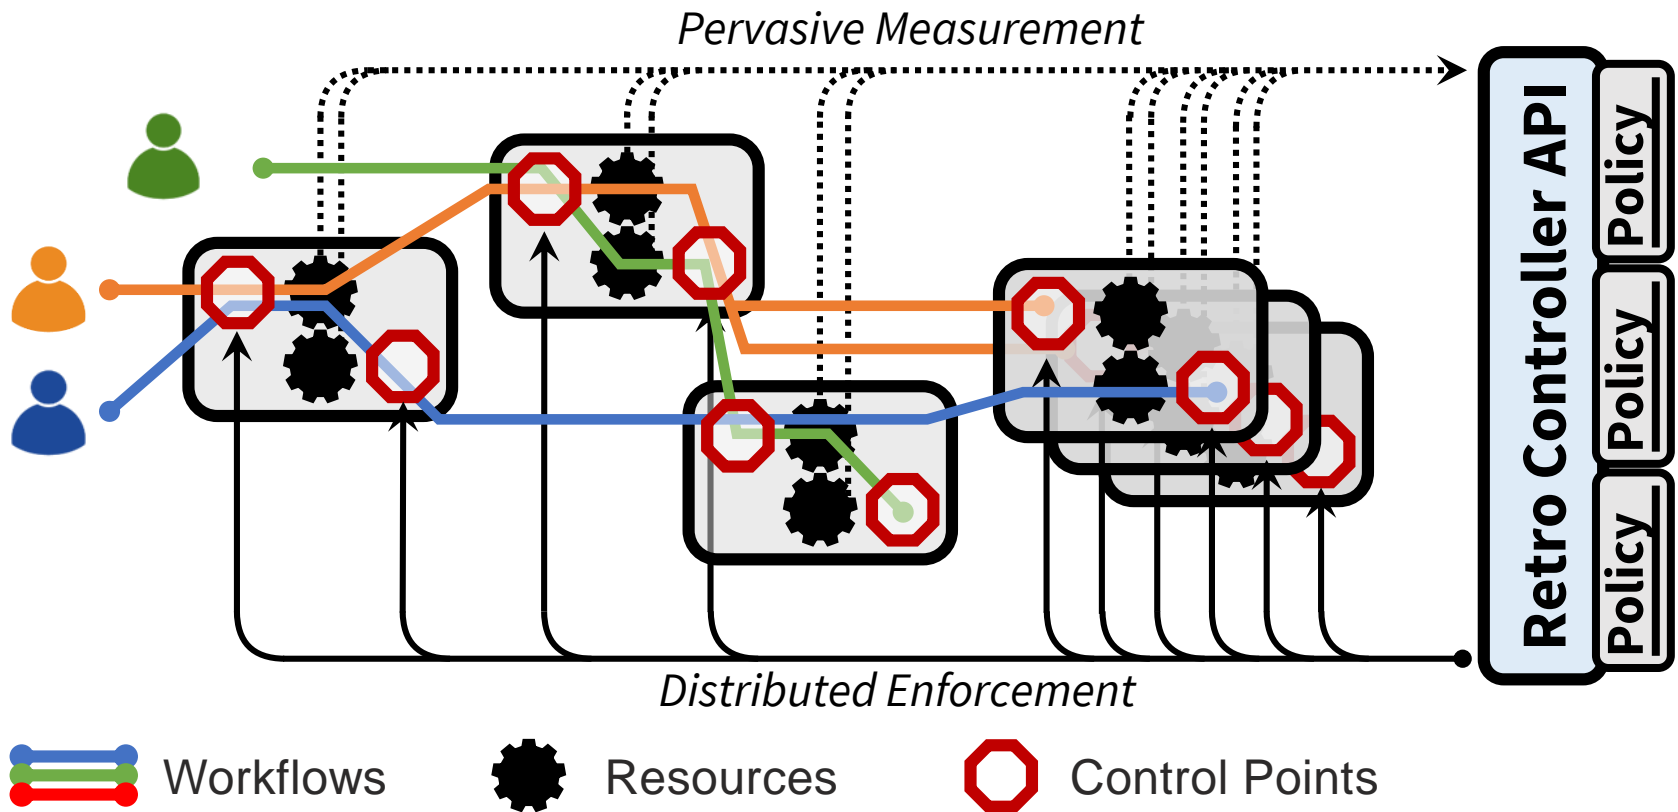 Pervasive Measurement
Retro Controller API
Policy
Policy
Policy
Distributed Enforcement
Workflows
Resources
Control Points